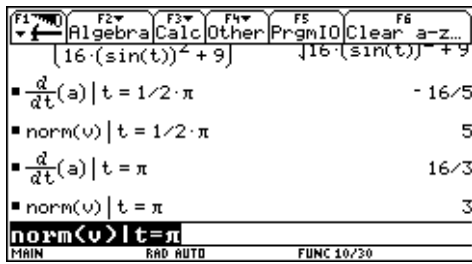 F1 F2 F3 F4 F5 F6
Algebra Calc Other PrgmIO Clear a-z…
16·(sin(t))² + 9 16·(sin(t)) + 9
▪ d/dt(a) | t = 1/2·π -16/5
▪ norm(v) | t = 1/2·π 5
▪ d/dt(a) | t = π 16/3
▪ norm(v) | t = π 3
norm(v)|t=π
MAIN RAD AUTO FUNC 10/30